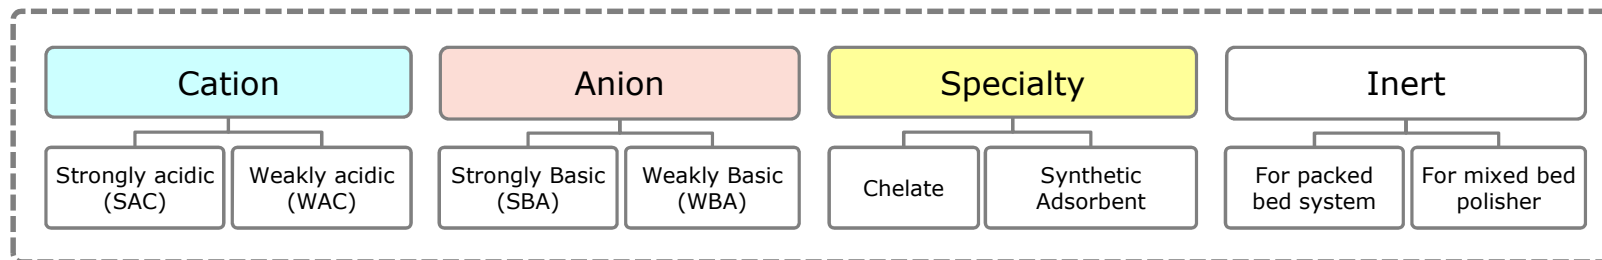 Cation
Anion
Specialty
Inert
Strongly acidic
(SAC)
Weakly acidic
(WAC)
Strongly Basic
(SBA)
Weakly Basic
(WBA)
Chelate
Synthetic
Adsorbent
For packed
bed system
For mixed bed
polisher